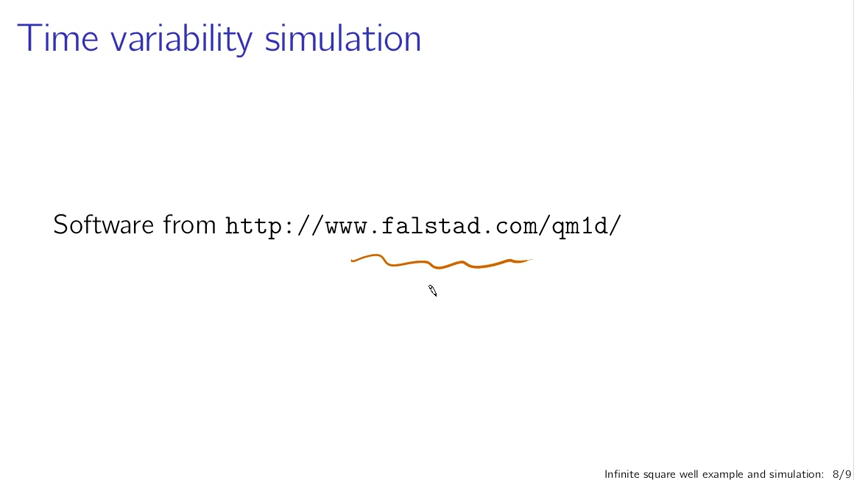 Time variability simulation
Software from http://www.falstad.com/qm1d/
Infinite square well example and simulation: 8/9